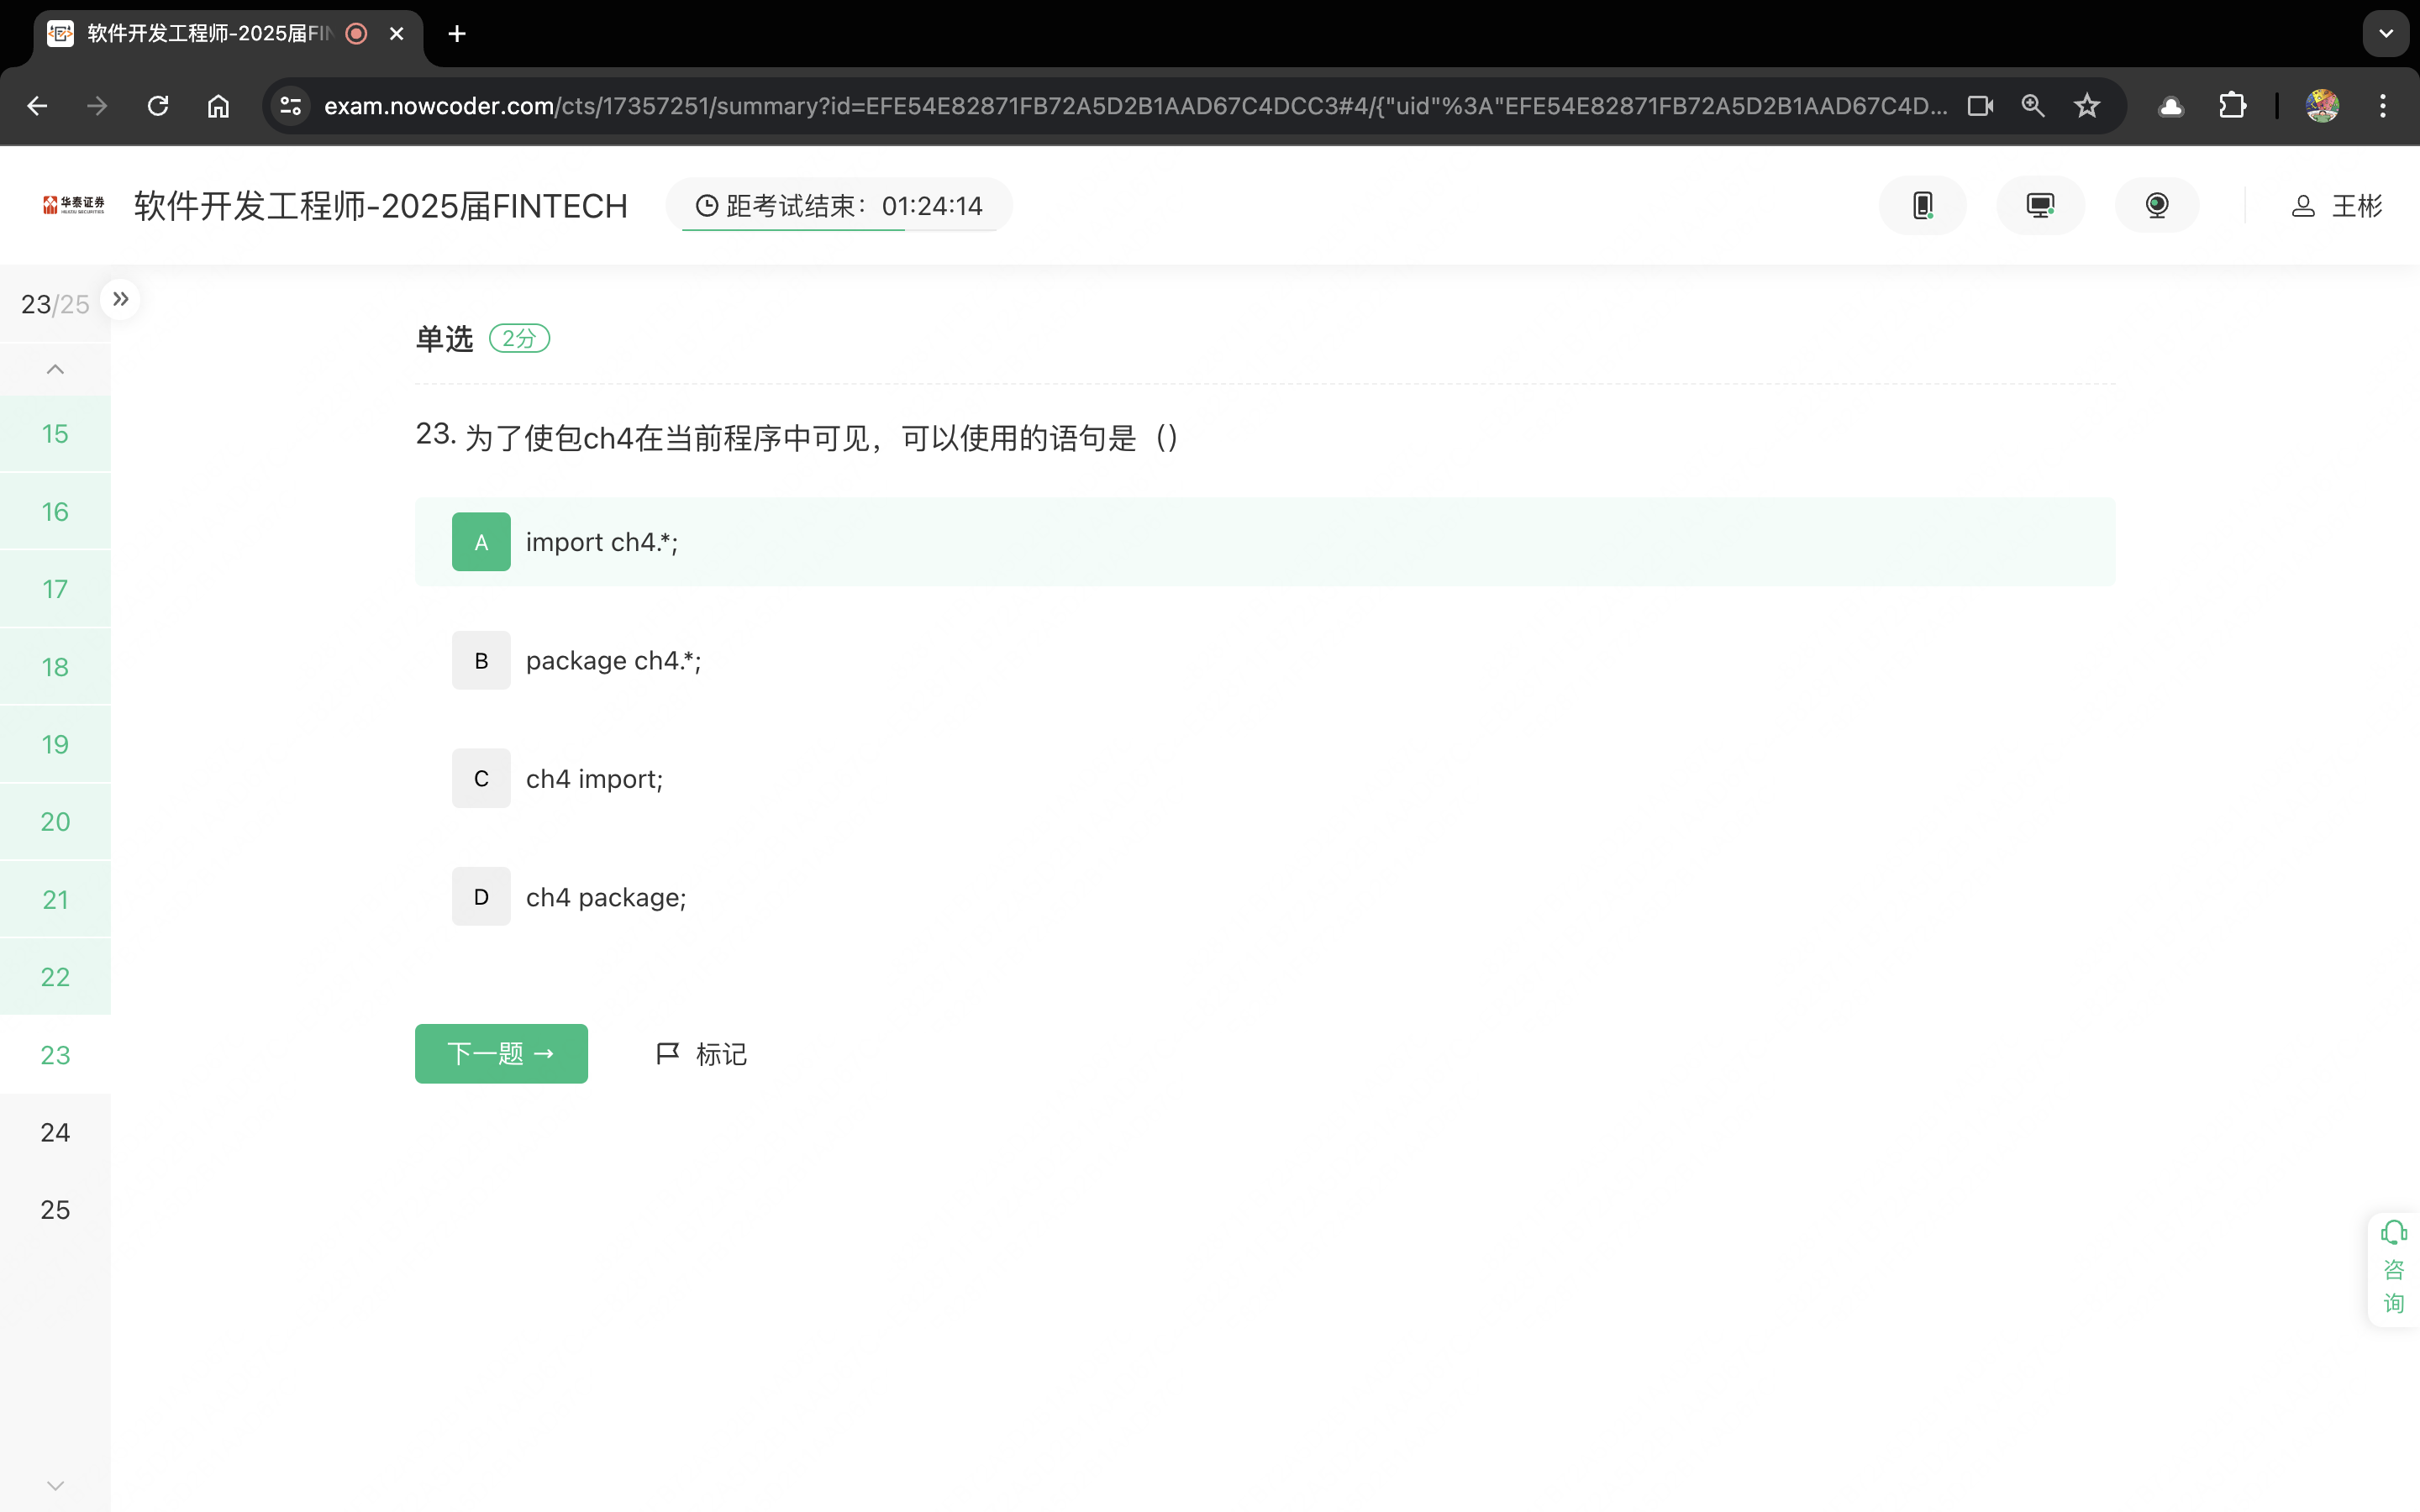 软件开发工程师-2025届FIN
exam.nowcoder.com/cts/17357251/summary?id=EFE54E82871FB72A5D2B1AAD67C4DCC3#4/{"uid"%3A"EFE54E82871FB72A5D2B1AAD67C4D...
华泰证券
HUATAI SECURITIES
软件开发工程师-2025届FINTECH
距考试结束：01:24:14
王彬
23/25
15
16
17
18
19
20
21
22
23
24
25
单选 2分
23. 为了使包ch4在当前程序中可见，可以使用的语句是（）
A import ch4.*;
B package ch4.*;
C ch4 import;
D ch4 package;
下一题 →
标记
咨
询